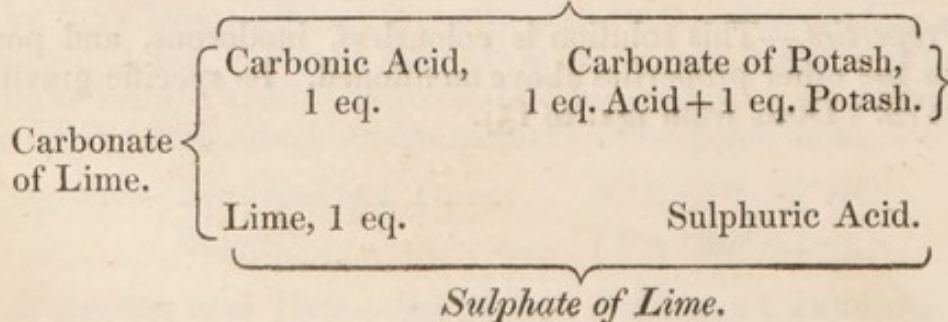 Carbonic Acid, Carbonate of Potash,
1 eq. 1 eq. Acid + 1 eq. Potash.
Carbonate
of Lime.
Lime, 1 eq. Sulphuric Acid.
Sulphate of Lime.